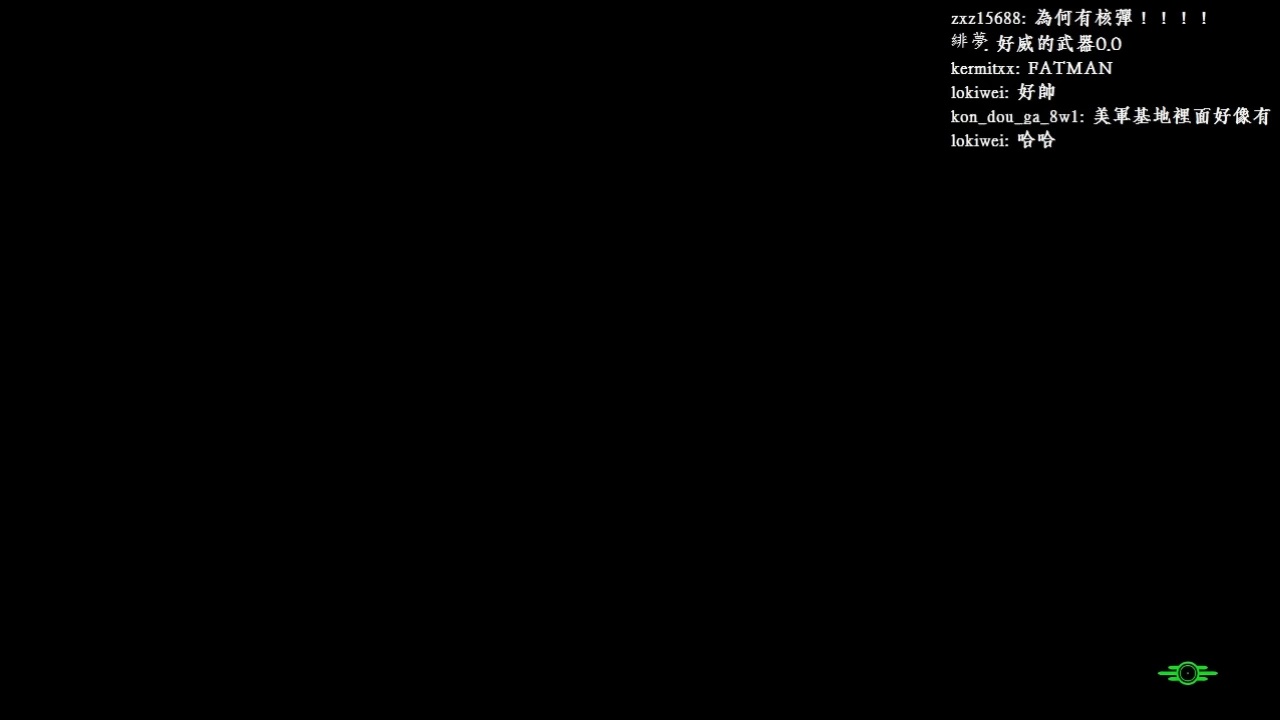 zxz15688: 為何有核彈！！！！
緋夢: 好威的武器0.0
kermitxx: FATMAN
lokiwei: 好帥
kon_dou_ga_8w1: 美軍基地裡面好像有
lokiwei: 哈哈